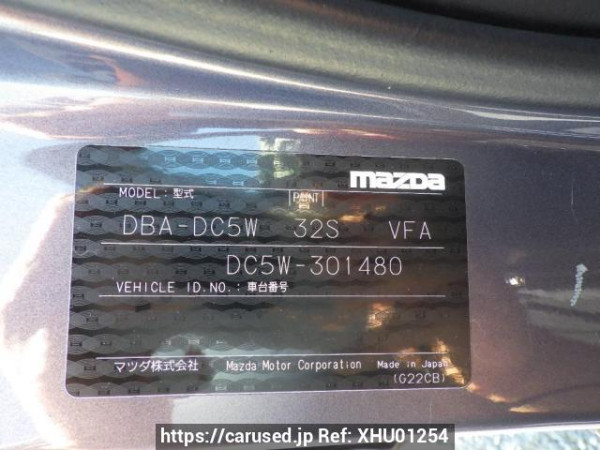 mazda
MODEL:型式 PAINT
DBA-DC5W 32S VFA
DC5W-301480
VEHICLE ID.NO.:車台番号
マツダ株式会社 Mazda Motor Corporation Made in Japan
(G22CB)
https://carused.jp Ref: XHU01254